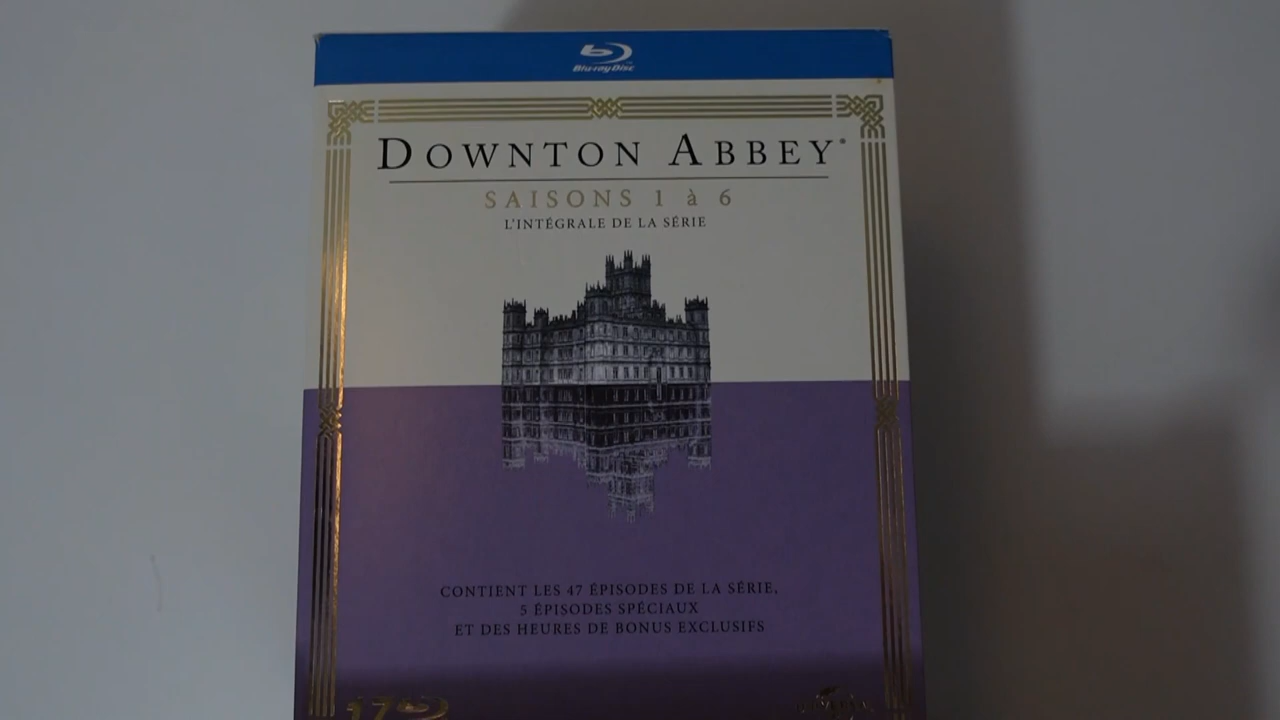 Blu-ray Disc
DOWNTON ABBEY®
SAISONS 1 à 6
L'INTÉGRALE DE LA SÉRIE
CONTIENT LES 47 ÉPISODES DE LA SÉRIE,
5 ÉPISODES SPÉCIAUX
ET DES HEURES DE BONUS EXCLUSIFS
17